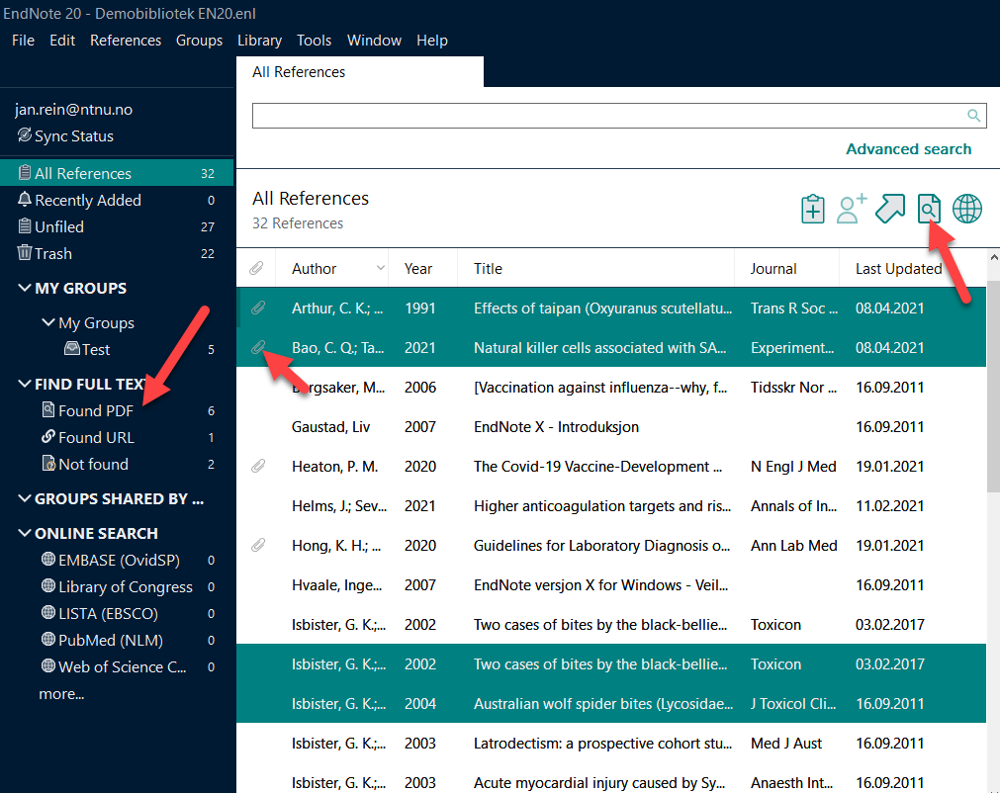 EndNote 20 - Demobibliotek EN20.enl
File Edit References Groups Library Tools Window Help
All References
jan.rein@ntnu.no
Sync Status
All References 32
Recently Added 0
Unfiled 27
Trash 22
MY GROUPS
My Groups
Test 5
FIND FULL TEXT
Found PDF 6
Found URL 1
Not found 2
GROUPS SHARED BY ...
ONLINE SEARCH
EMBASE (OvidSP) 0
Library of Congress 0
LISTA (EBSCO) 0
PubMed (NLM) 0
Web of Science C... 0
more...
Advanced search
All References
32 References
Author Year Title Journal Last Updated
Arthur, C. K.; ... 1991 Effects of taipan (Oxyuranus scutellatu... Trans R Soc ... 08.04.2021
Bao, C. Q.; Ta... 2021 Natural killer cells associated with SA... Experiment... 08.04.2021
Bergsaker, M... 2006 [Vaccination against influenza--why, f... Tidsskr Nor ... 16.09.2011
Gaustad, Liv 2007 EndNote X - Introduksjon 16.09.2011
Heaton, P. M. 2020 The Covid-19 Vaccine-Development ... N Engl J Med 19.01.2021
Helms, J.; Sev... 2021 Higher anticoagulation targets and ris... Annals of In... 11.02.2021
Hong, K. H.; ... 2020 Guidelines for Laboratory Diagnosis o... Ann Lab Med 19.01.2021
Hvaale, Inge... 2007 EndNote versjon X for Windows - Veil... 16.09.2011
Isbister, G. K.;... 2002 Two cases of bites by the black-bellie... Toxicon 03.02.2017
Isbister, G. K.;... 2002 Two cases of bites by the black-bellie... Toxicon 03.02.2017
Isbister, G. K.;... 2004 Australian wolf spider bites (Lycosidae... J Toxicol Cli... 16.09.2011
Isbister, G. K.;... 2003 Latrodectism: a prospective cohort stu... Med J Aust 16.09.2011
Isbister, G. K.;... 2003 Acute myocardial injury caused by Sy... Anaesth Int... 16.09.2011